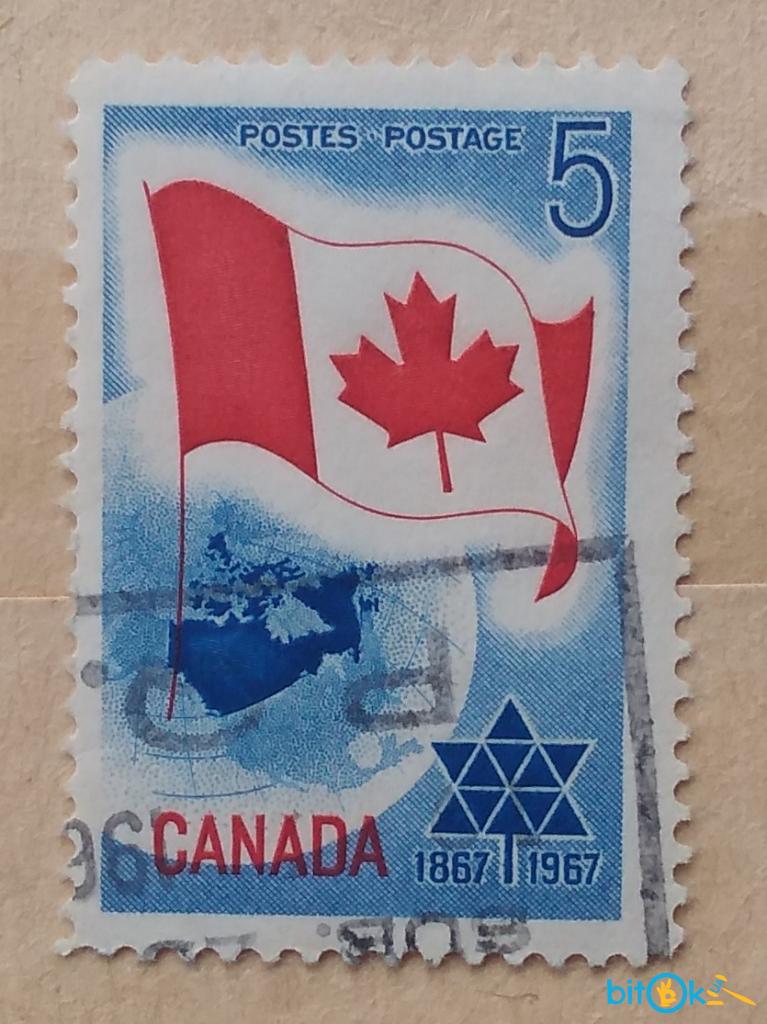 POSTES · POSTAGE 5
CANADA 1867 1967
bitok